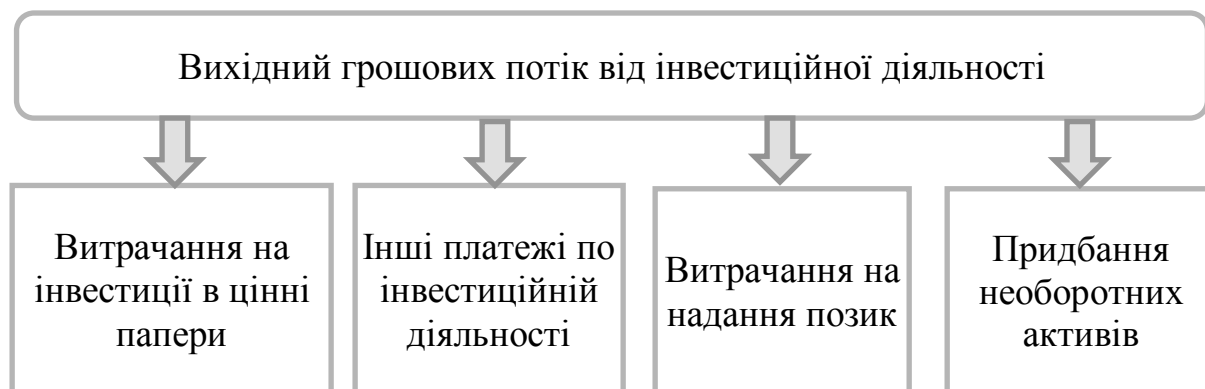 Вихідний грошових потік від інвестиційної діяльності
Витрачання на
інвестиції в цінні
папери
Інші платежі по
інвестиційній
діяльності
Витрачання на
надання позик
Придбання
необоротних
активів